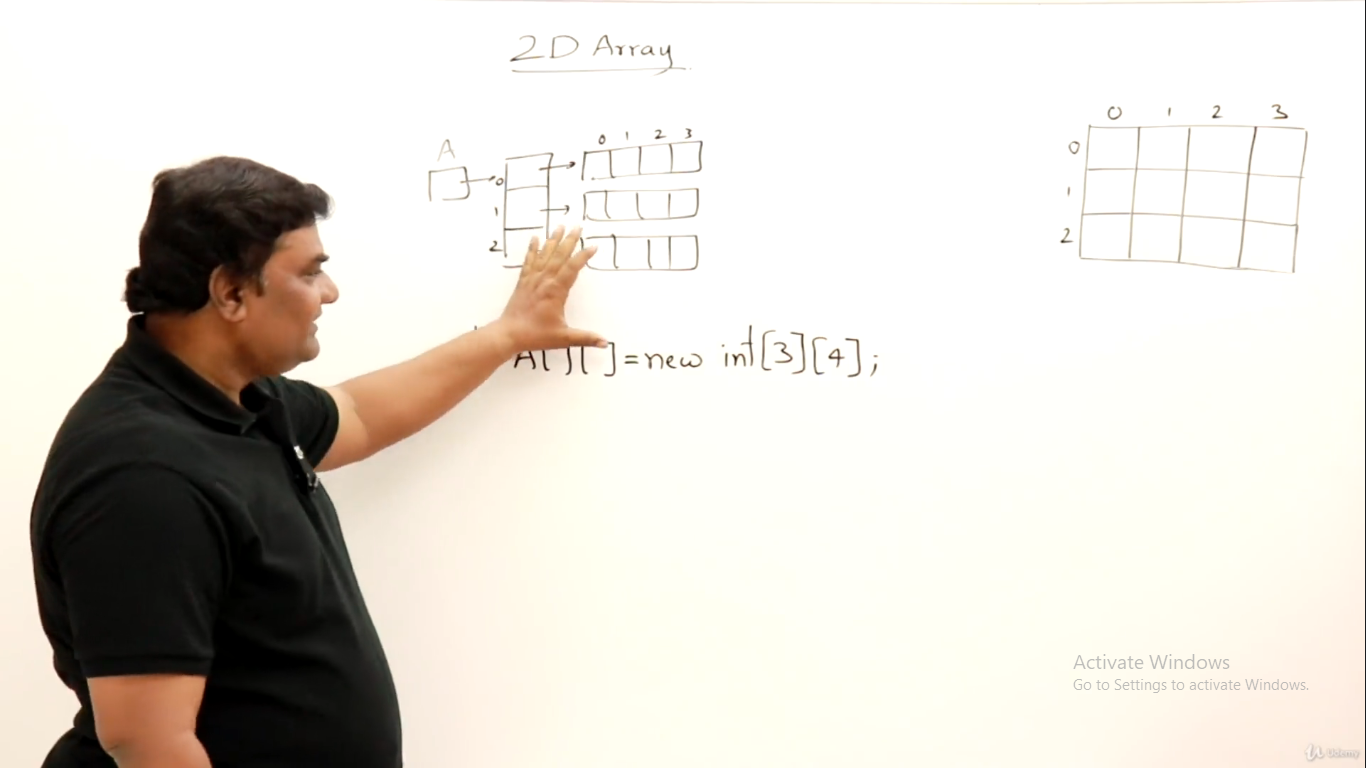 2D Array
A
0 1 2 3
0
1
2
0 1 2 3
0
1
2
A[ ][ ]=new int[3][4];
Activate Windows
Go to Settings to activate Windows.
Udemy